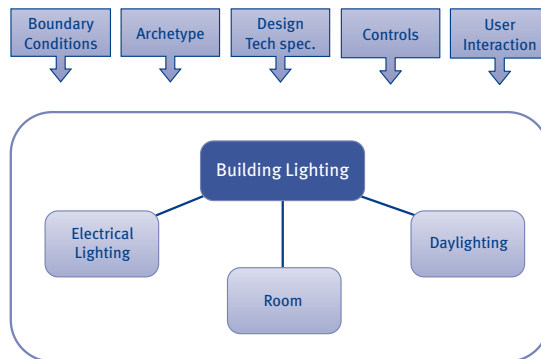 Boundary
Conditions
Archetype
Design
Tech spec.
Controls
User
Interaction
Building Lighting
Electrical
Lighting
Room
Daylighting